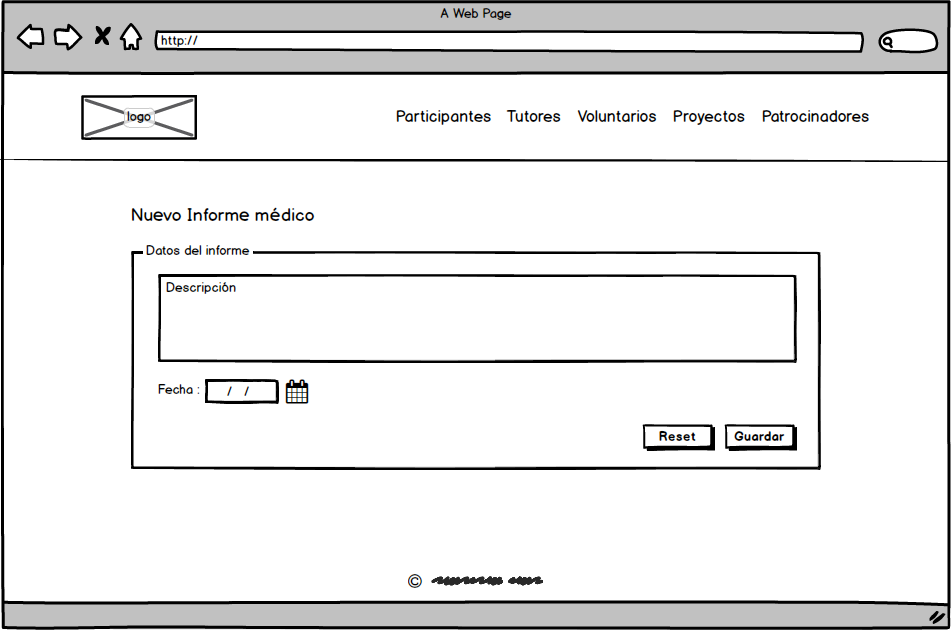 A Web Page
http://
logo
Participantes Tutores Voluntarios Proyectos Patrocinadores
Nuevo Informe médico
Datos del informe
Descripción
Fecha : / /
Reset Guardar
©